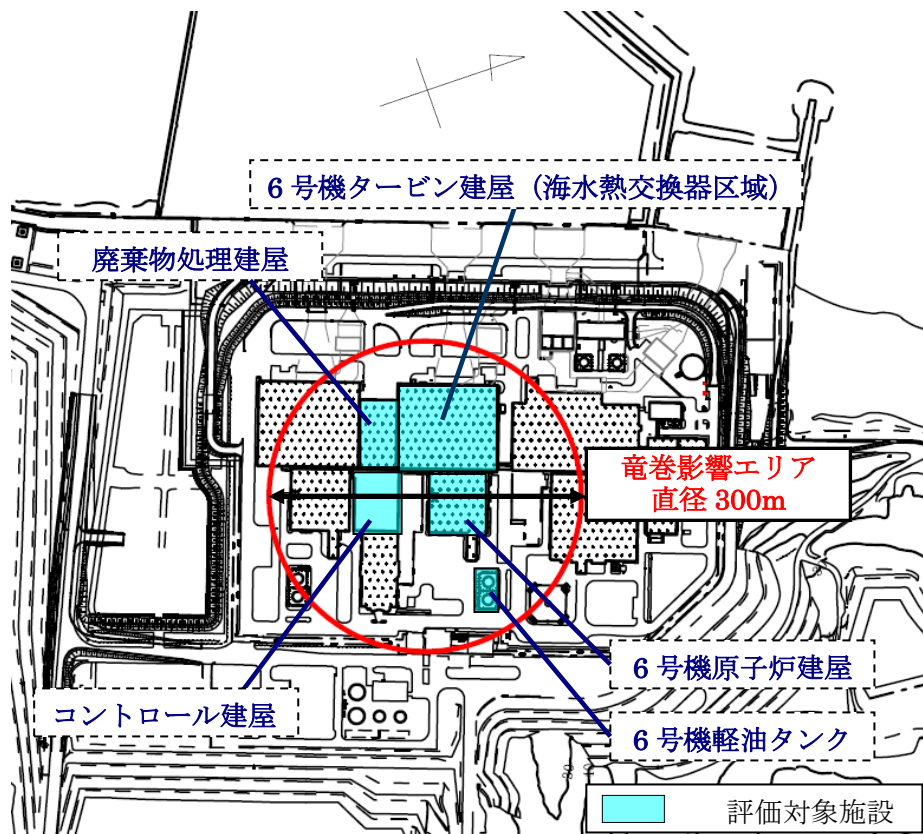 6号機タービン建屋（海水熱交換器区域）
廃棄物処理建屋
竜巻影響エリア
直径 300m
6号機原子炉建屋
コントロール建屋
6号機軽油タンク
評価対象施設